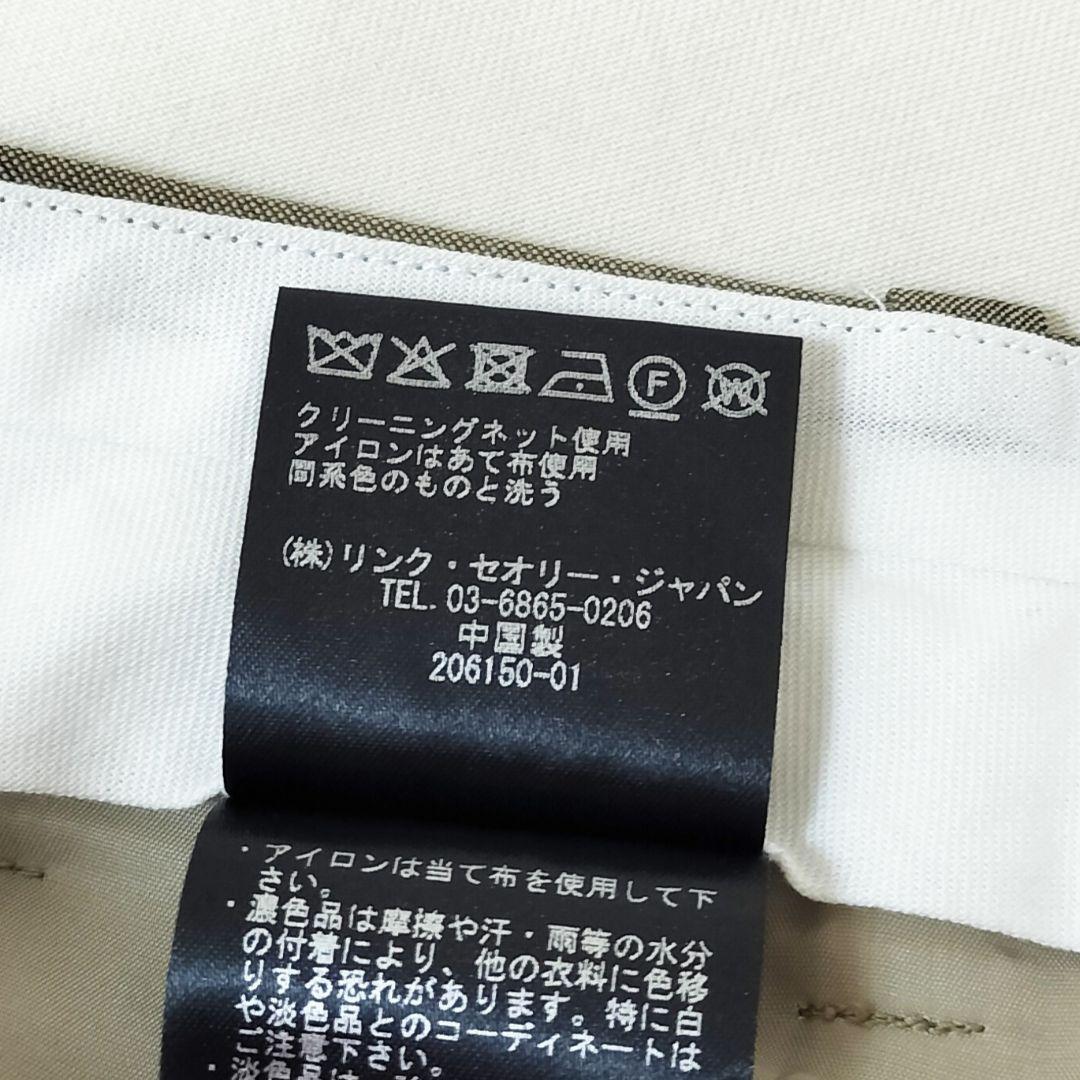 F W
クリーニングネット使用
アイロンはあて布使用
同系色のものと洗う
(株)リンク・セオリー・ジャパン
TEL. 03-6865-0206
中国製
206150-01
・アイロンは当て布を使用して下
さい。
・濃色品は摩擦や汗・雨等の水分
の付着により、他の衣料に色移
りする恐れがあります。特に白
や淡色品とのコーディネートは
ご注意下さい。
・淡色品は、